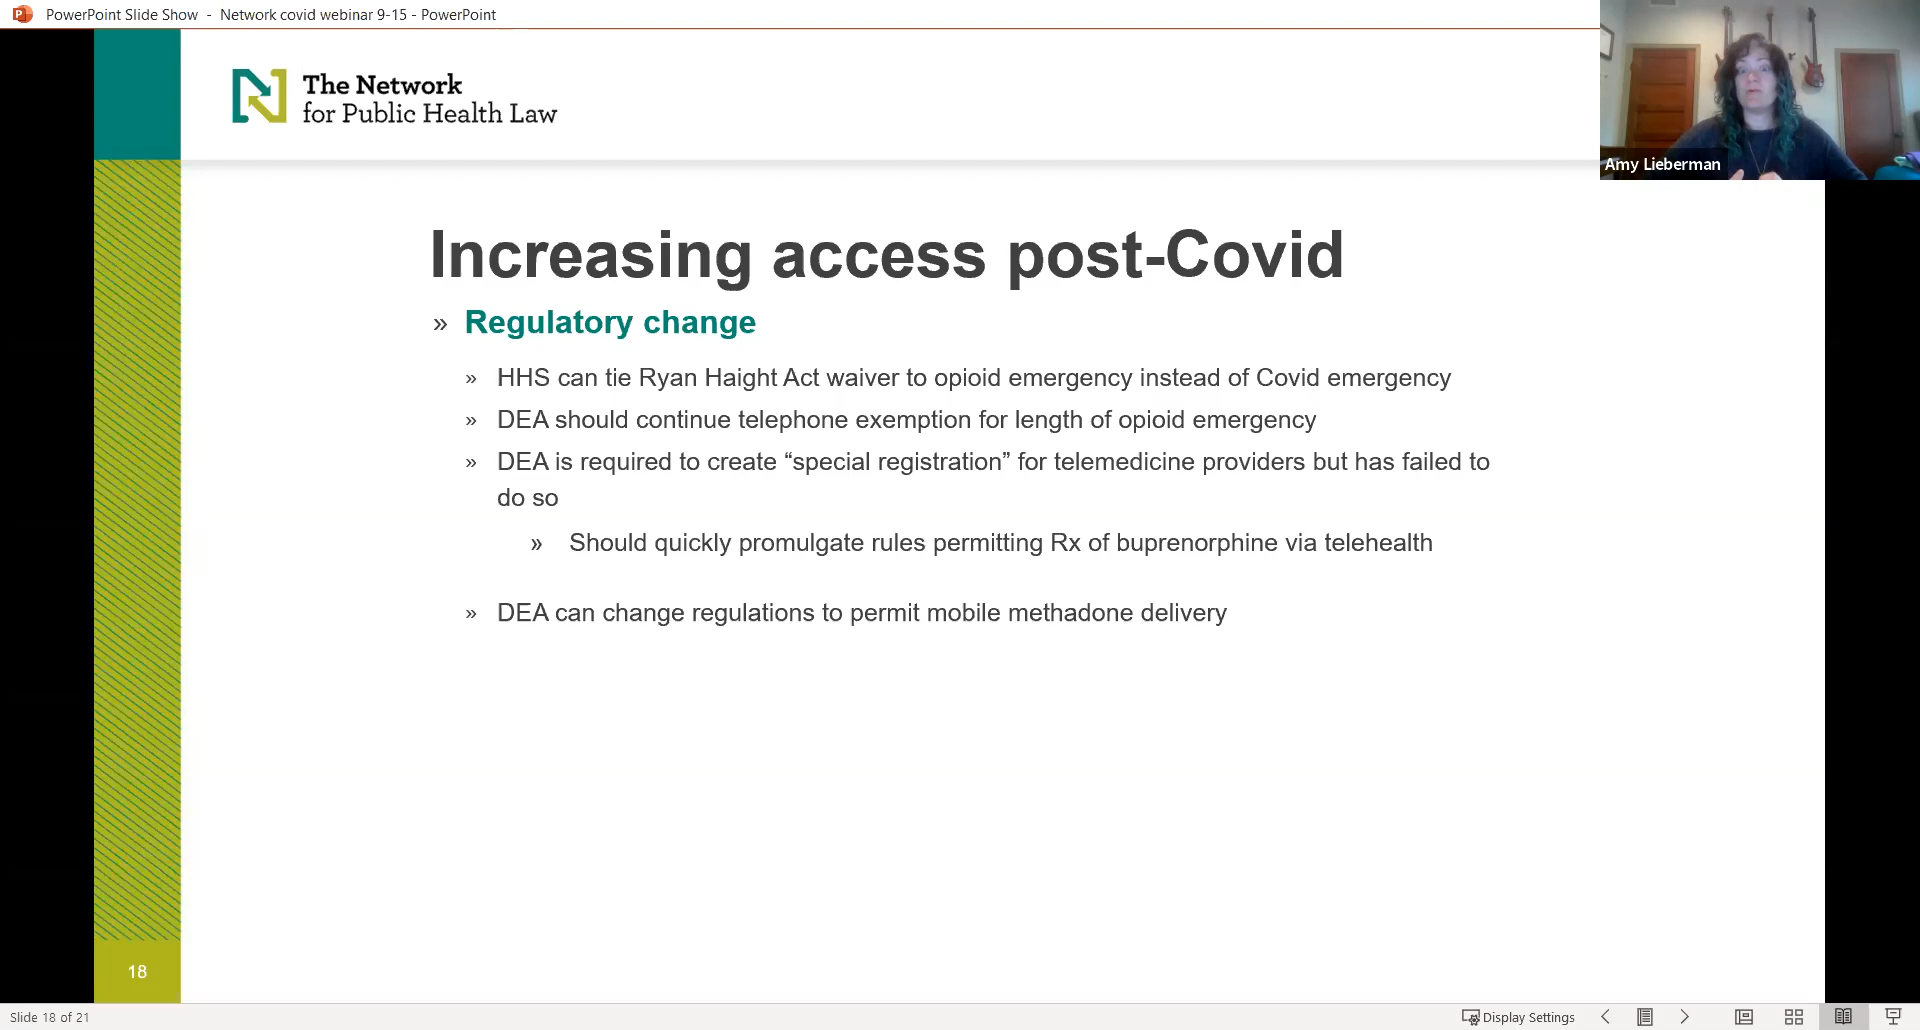 PowerPoint Slide Show - Network covid webinar 9-15 - PowerPoint
The Network
for Public Health Law
Amy Lieberman
Increasing access post-Covid
» Regulatory change
» HHS can tie Ryan Haight Act waiver to opioid emergency instead of Covid emergency
» DEA should continue telephone exemption for length of opioid emergency
» DEA is required to create “special registration” for telemedicine providers but has failed to
do so
» Should quickly promulgate rules permitting Rx of buprenorphine via telehealth
» DEA can change regulations to permit mobile methadone delivery
18
Slide 18 of 21
Display Settings